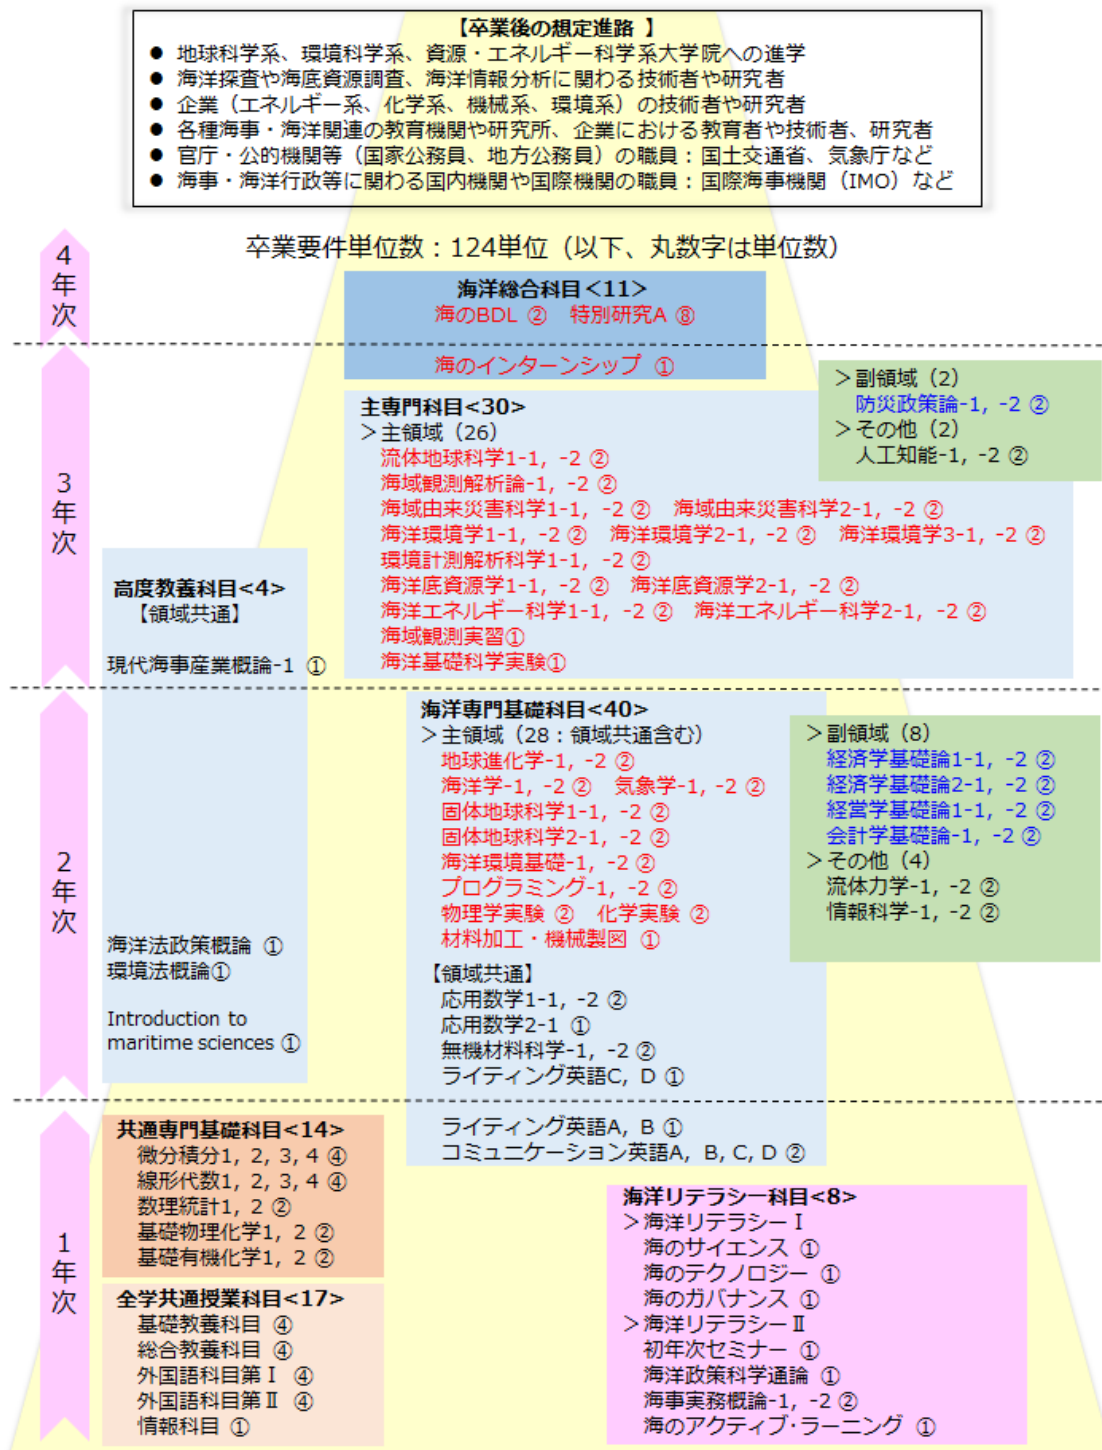 【卒業後の想定進路 】
● 地球科学系、環境科学系、資源・エネルギー科学系大学院への進学
● 海洋探査や海底資源調査、海洋情報分析に関わる技術者や研究者
● 企業（エネルギー系、化学系、機械系、環境系）の技術者や研究者
● 各種海事・海洋関連の教育機関や研究所、企業における教育者や技術者、研究者
● 官庁・公的機関等（国家公務員、地方公務員）の職員：国土交通省、気象庁など
● 海事・海洋行政等に関わる国内機関や国際機関の職員：国際海事機関（IMO）など
卒業要件単位数：124単位（以下、丸数字は単位数）
4年次
海洋総合科目<11>
海のBDL ② 特別研究A ⑧
海のインターンシップ ①
3年次
＞副領域（2）
防災政策論-1, -2 ②
＞その他（2）
人工知能-1, -2 ②
主専門科目<30>
＞主領域（26）
流体地球科学1-1, -2 ②
海域観測解析論-1, -2 ②
海域由来災害科学1-1, -2 ② 海域由来災害科学2-1, -2 ②
海洋環境学1-1, -2 ② 海洋環境学2-1, -2 ② 海洋環境学3-1, -2 ②
環境計測解析科学1-1, -2 ②
海洋底資源学1-1, -2 ② 海洋底資源学2-1, -2 ②
海洋エネルギー科学1-1, -2 ② 海洋エネルギー科学2-1, -2 ②
海域観測実習①
海洋基礎科学実験①
高度教養科目<4>
【領域共通】
現代海事産業概論-1 ①
海洋法政策概論 ①
環境法概論①
Introduction to
maritime sciences ①
2年次
海洋専門基礎科目<40>
＞主領域（28：領域共通含む）
地球進化学-1, -2 ②
海洋学-1, -2 ② 気象学-1, -2 ②
固体地球科学1-1, -2 ②
固体地球科学2-1, -2 ②
海洋環境基礎-1, -2 ②
プログラミング-1, -2 ②
物理学実験 ② 化学実験 ②
材料加工・機械製図 ①
【領域共通】
応用数学1-1, -2 ②
応用数学2-1 ①
無機材料科学-1, -2 ②
ライティング英語C, D ①
ライティング英語A, B ①
コミュニケーション英語A, B, C, D ②
＞副領域（8）
経済学基礎論1-1, -2 ②
経済学基礎論2-1, -2 ②
経営学基礎論1-1, -2 ②
会計学基礎論-1, -2 ②
＞その他（4）
流体力学-1, -2 ②
情報科学-1, -2 ②
1年次
共通専門基礎科目<14>
微分積分1, 2, 3, 4 ④
線形代数1, 2, 3, 4 ④
数理統計1, 2 ②
基礎物理化学1, 2 ②
基礎有機化学1, 2 ②
全学共通授業科目<17>
基礎教養科目 ④
総合教養科目 ④
外国語科目第Ⅰ ④
外国語科目第Ⅱ ④
情報科目 ①
海洋リテラシー科目<8>
＞海洋リテラシーⅠ
海のサイエンス ①
海のテクノロジー ①
海のガバナンス ①
＞海洋リテラシーⅡ
初年次セミナー ①
海洋政策科学通論 ①
海事実務概論-1, -2 ②
海のアクティブ・ラーニング ①